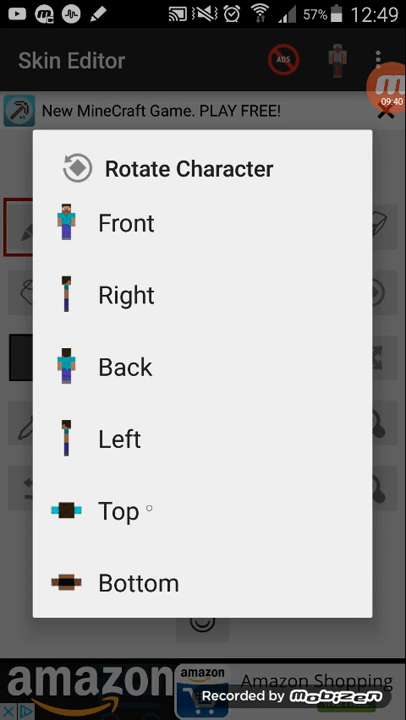 57% 12:49
Skin Editor
ADS
09:40
New MineCraft Game. PLAY FREE!
Rotate Character
Front
Right
Back
Left
Top
Bottom
amazon
amazon
Amazon Shopping
Recorded by Mobizen